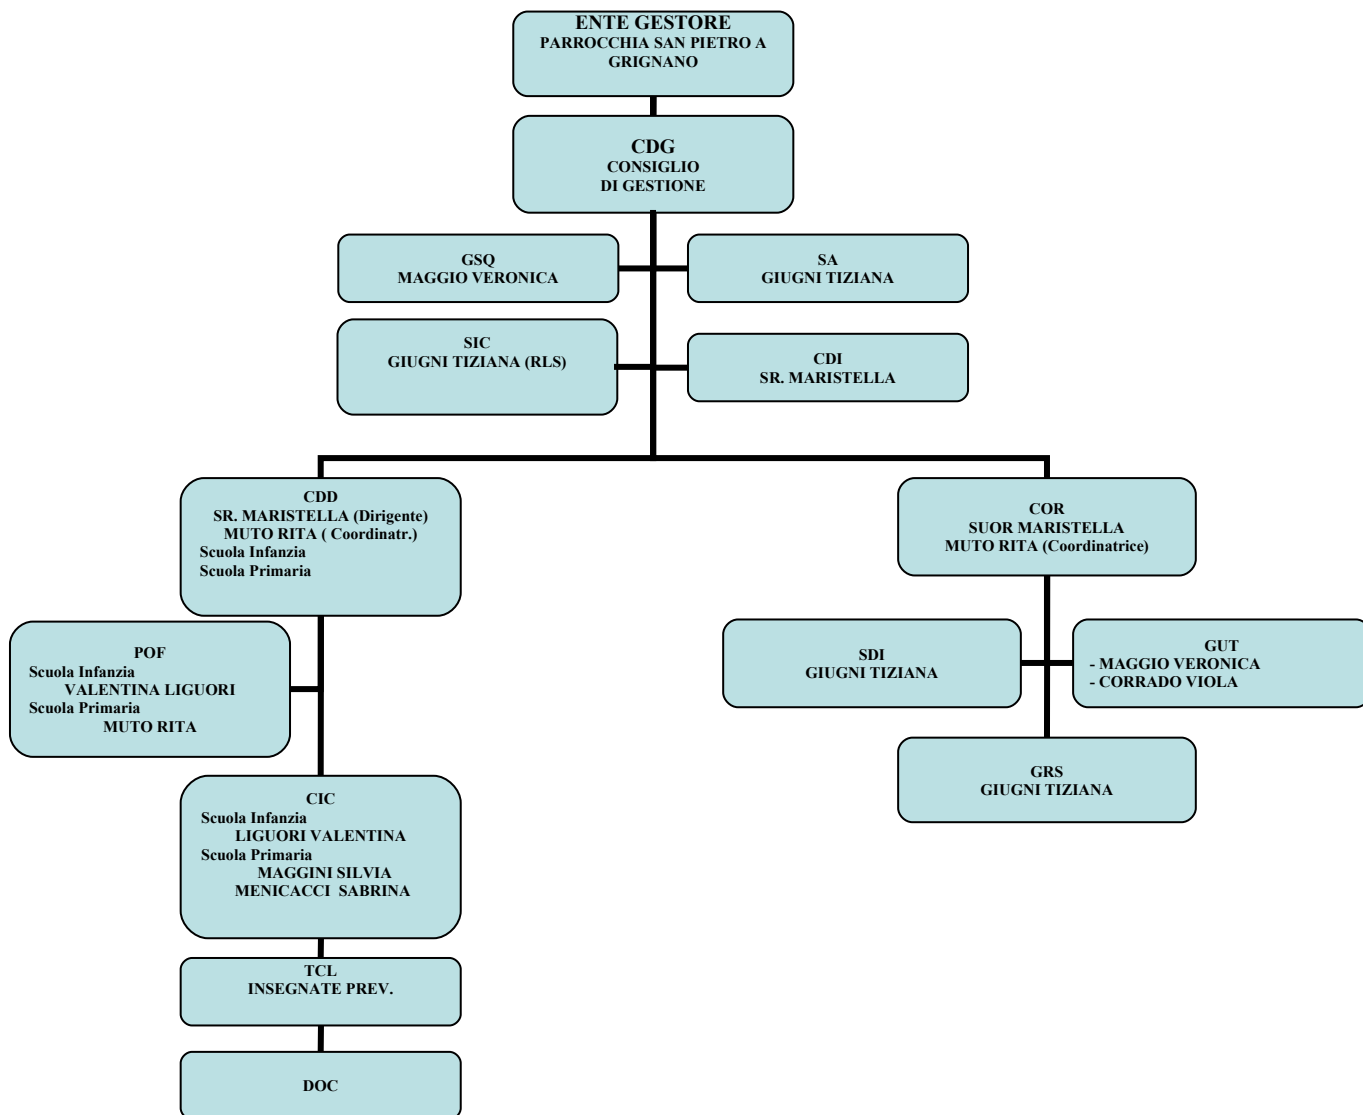 ENTE GESTORE
PARROCCHIA SAN PIETRO A
GRIGNANO
CDG
CONSIGLIO
DI GESTIONE
GSQ
MAGGIO VERONICA
SA
GIUGNI TIZIANA
SIC
GIUGNI TIZIANA (RLS)
CDI
SR. MARISTELLA
CDD
SR. MARISTELLA (Dirigente)
MUTO RITA ( Coordinatr.)
Scuola Infanzia
Scuola Primaria
COR
SUOR MARISTELLA
MUTO RITA (Coordinatrice)
POF
Scuola Infanzia
VALENTINA LIGUORI
Scuola Primaria
MUTO RITA
SDI
GIUGNI TIZIANA
GUT
- MAGGIO VERONICA
- CORRADO VIOLA
GRS
GIUGNI TIZIANA
CIC
Scuola Infanzia
LIGUORI VALENTINA
Scuola Primaria
MAGGINI SILVIA
MENICACCI  SABRINA
TCL
INSEGNATE PREV.
DOC